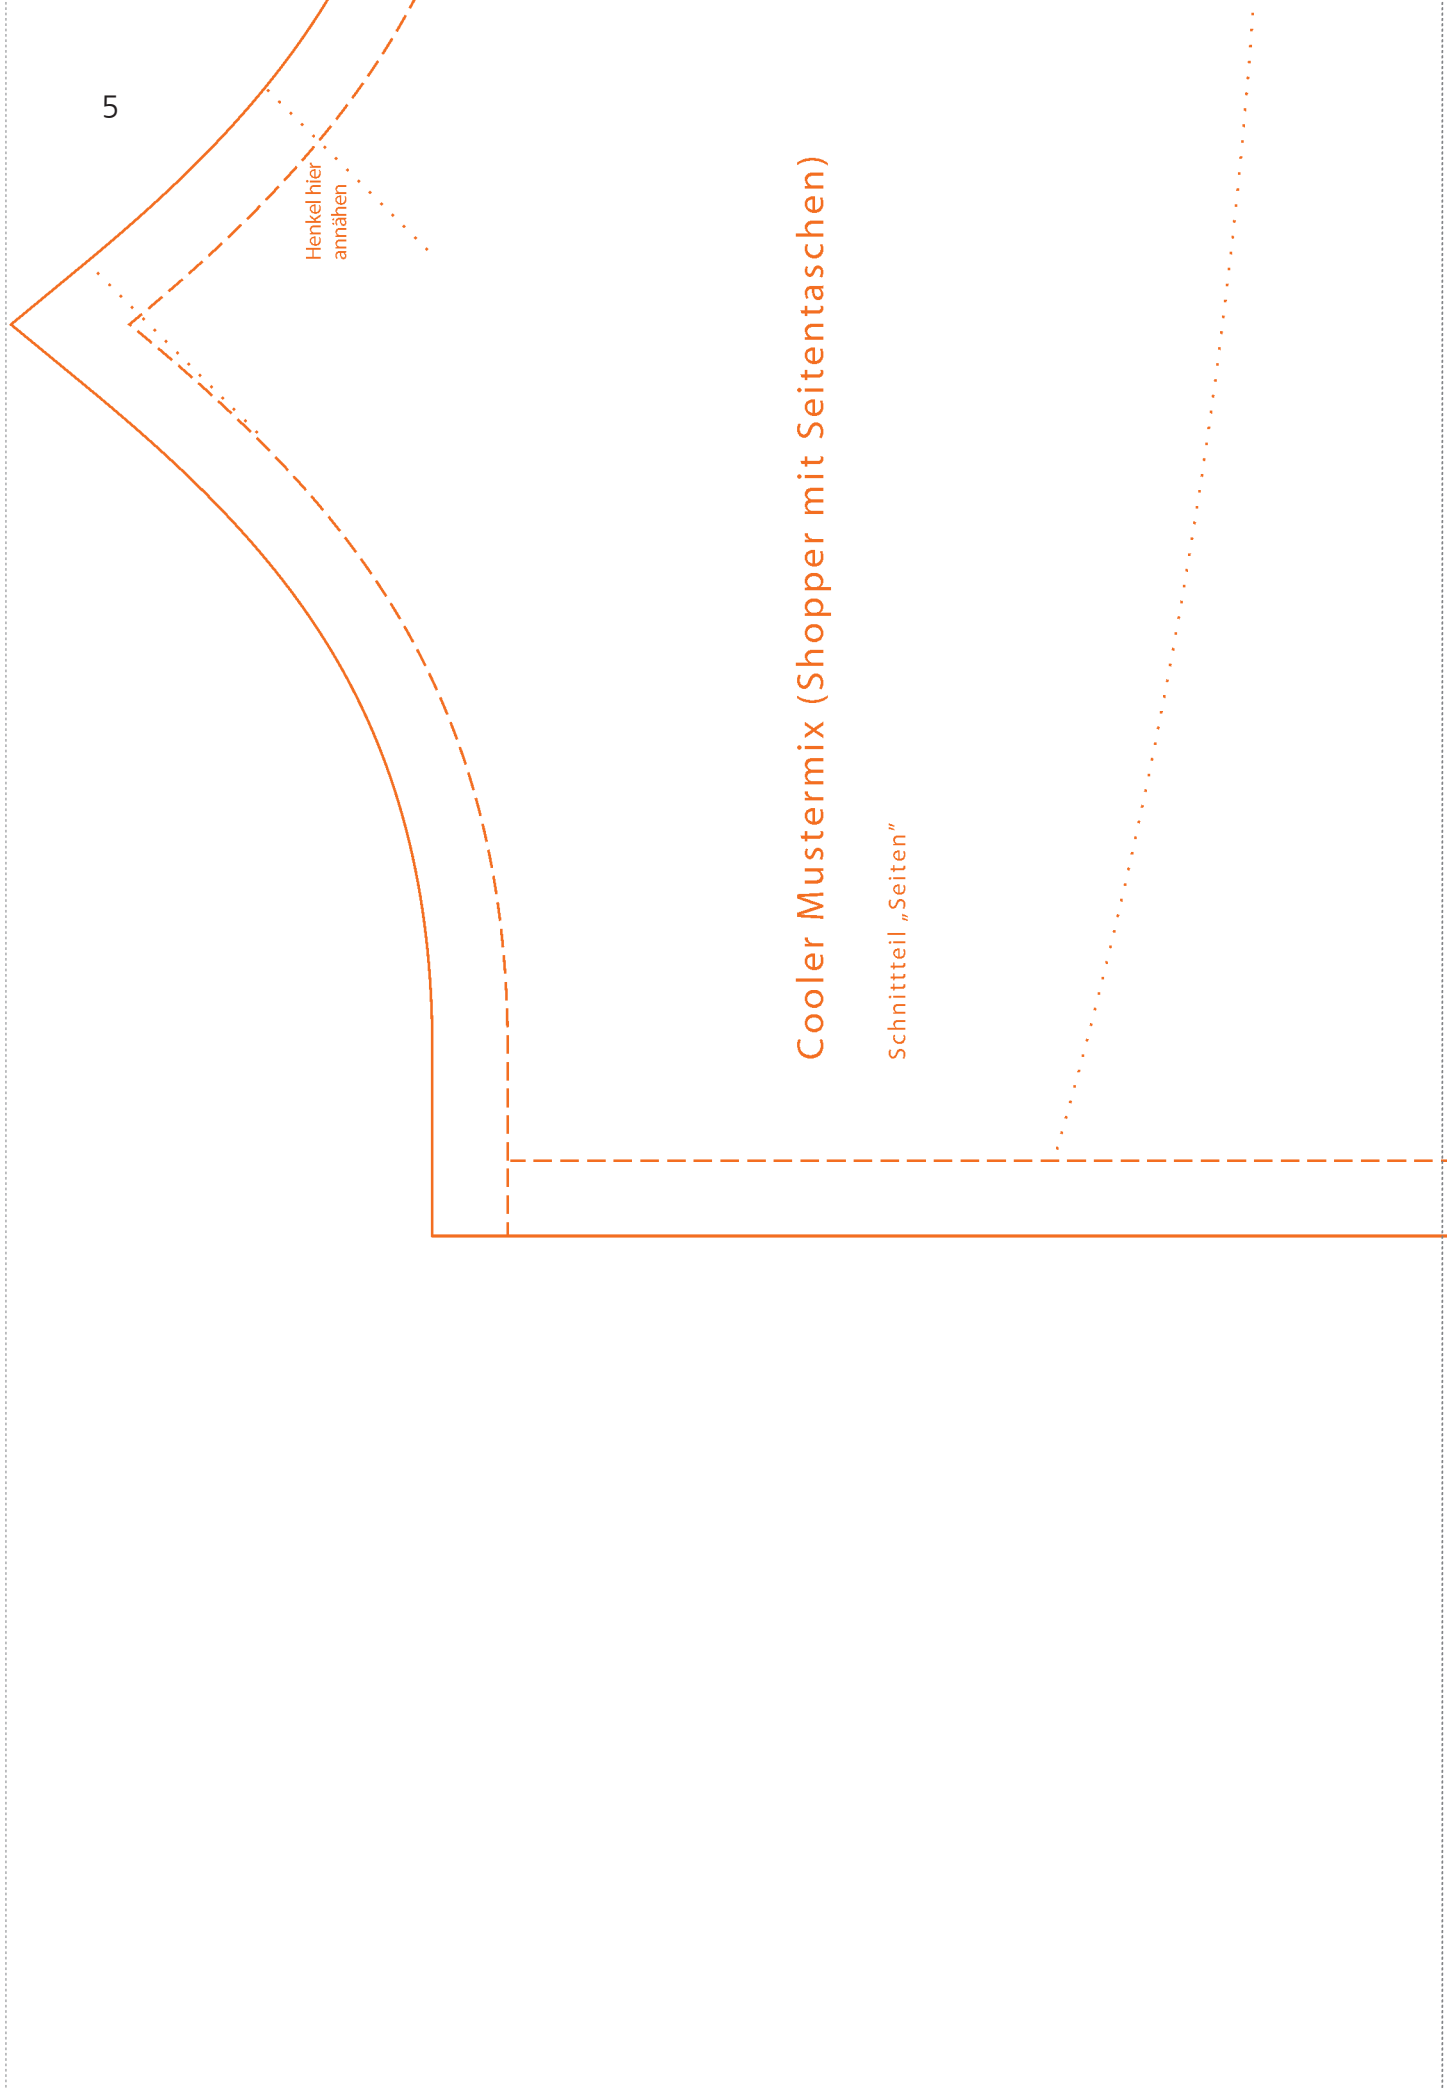 5
Henkel hier
annähen
Cooler Mustermix (Shopper mit Seitentaschen)
Schnittteil „Seiten”